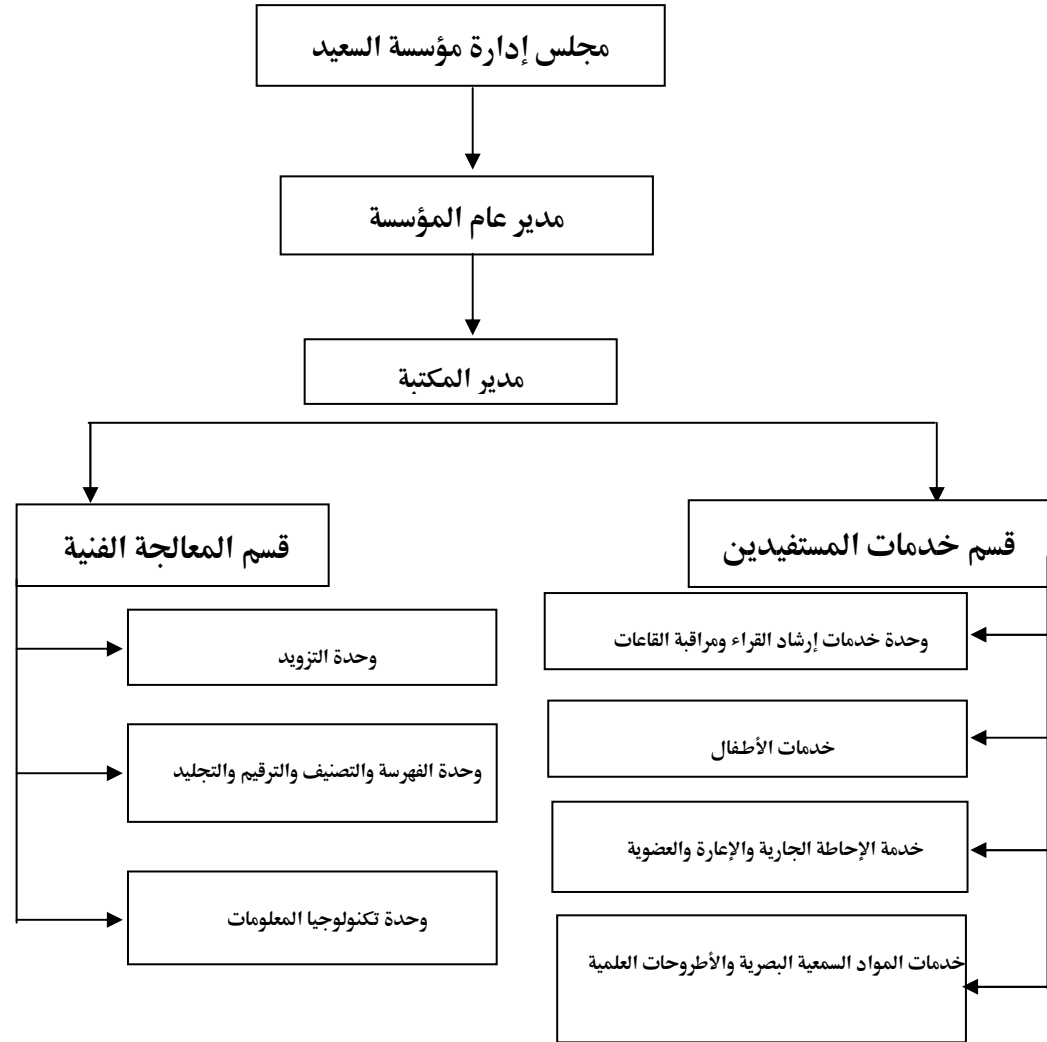 مجلس إدارة مؤسسة السعيد
مدير عام المؤسسة
مدير المكتبة
قسم خدمات المستفيدين
وحدة خدمات إرشاد القراء ومراقبة القاعات
خدمات الأطفال
خدمة الإحاطة الجارية والإعارة والعضوية
خدمات المواد السمعية البصرية والأطروحات العلمية
قسم المعالجة الفنية
وحدة التزويد
وحدة الفهرسة والتصنيف والترقيم والتجليد
وحدة تكنولوجيا المعلومات